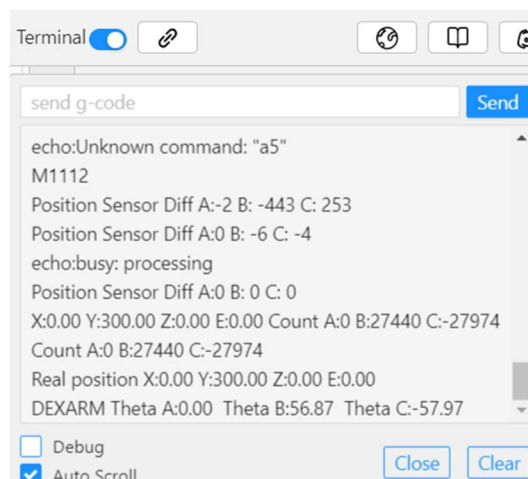 Terminal
send g-code
Send
echo:Unknown command: "a5"
M1112
Position Sensor Diff A:-2 B: -443 C: 253
Position Sensor Diff A:0 B: -6 C: -4
echo:busy: processing
Position Sensor Diff A:0 B: 0 C: 0
X:0.00 Y:300.00 Z:0.00 E:0.00 Count A:0 B:27440 C:-27974
Count A:0 B:27440 C:-27974
Real position X:0.00 Y:300.00 Z:0.00 E:0.00
DEXARM Theta A:0.00 Theta B:56.87 Theta C:-57.97
Debug
Close
Clear
Auto Scroll